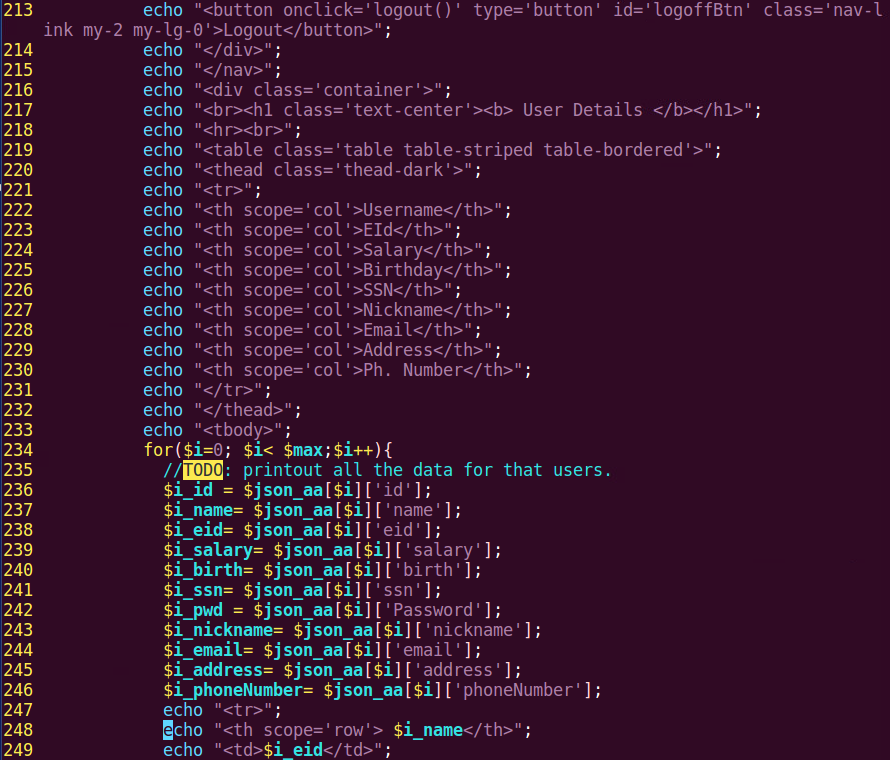 213           echo "<button onclick='logout()' type='button' id='logoffBtn' class='nav-l
ink my-2 my-lg-0'>Logout</button>";
214           echo "</div>";
215           echo "</nav>";
216           echo "<div class='container'>";
217           echo "<br><h1 class='text-center'><b> User Details </b></h1>";
218           echo "<hr><br>";
219           echo "<table class='table table-striped table-bordered'>";
220           echo "<thead class='thead-dark'>";
221           echo "<tr>";
222           echo "<th scope='col'>Username</th>";
223           echo "<th scope='col'>EId</th>";
224           echo "<th scope='col'>Salary</th>";
225           echo "<th scope='col'>Birthday</th>";
226           echo "<th scope='col'>SSN</th>";
227           echo "<th scope='col'>Nickname</th>";
228           echo "<th scope='col'>Email</th>";
229           echo "<th scope='col'>Address</th>";
230           echo "<th scope='col'>Ph. Number</th>";
231           echo "</tr>";
232           echo "</thead>";
233           echo "<tbody>";
234           for($i=0; $i< $max;$i++){
235             //TODO: printout all the data for that users.
236             $i_id = $json_aa[$i]['id'];
237             $i_name= $json_aa[$i]['name'];
238             $i_eid= $json_aa[$i]['eid'];
239             $i_salary= $json_aa[$i]['salary'];
240             $i_birth= $json_aa[$i]['birth'];
241             $i_ssn= $json_aa[$i]['ssn'];
242             $i_pwd = $json_aa[$i]['Password'];
243             $i_nickname= $json_aa[$i]['nickname'];
244             $i_email= $json_aa[$i]['email'];
245             $i_address= $json_aa[$i]['address'];
246             $i_phoneNumber= $json_aa[$i]['phoneNumber'];
247             echo "<tr>";
248             echo "<th scope='row'> $i_name</th>";
249             echo "<td>$i_eid</td>";